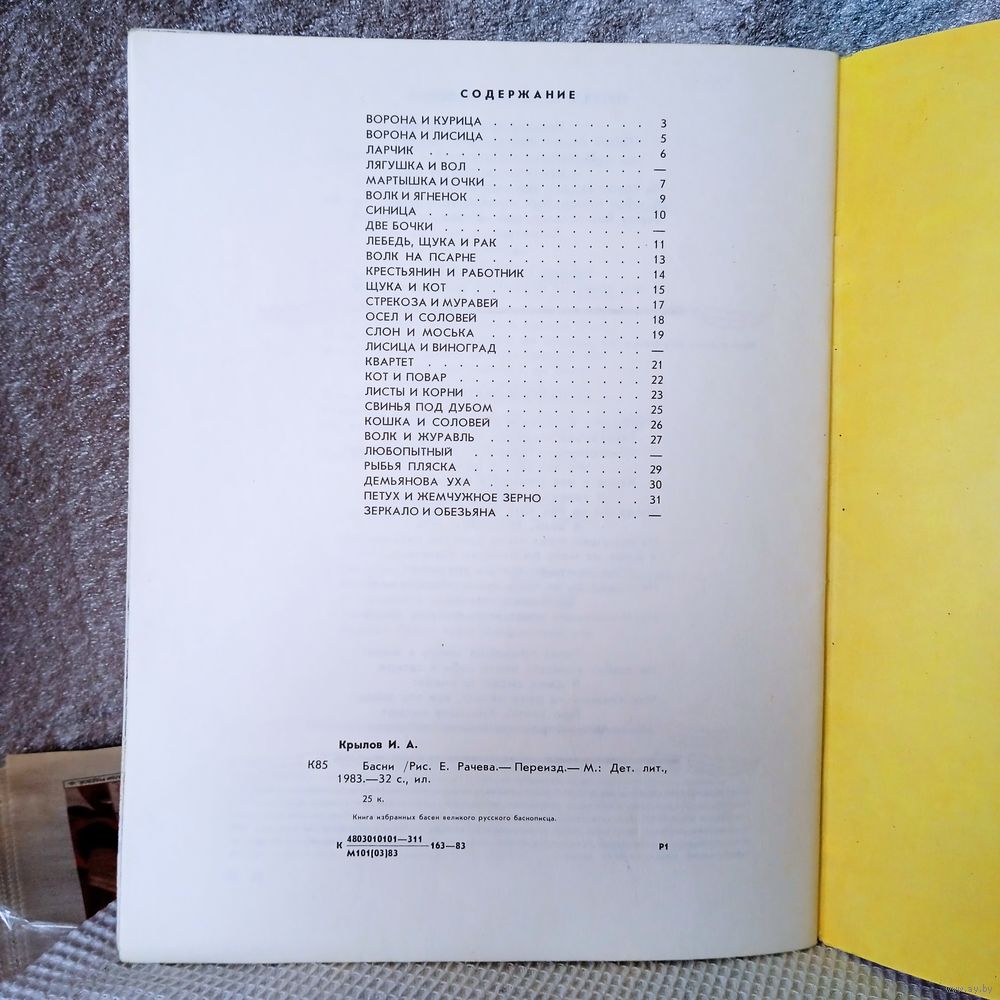 СОДЕРЖАНИЕ
ВОРОНА И КУРИЦА . . . . . . . . . . 3
ВОРОНА И ЛИСИЦА . . . . . . . . . . 5
ЛАРЧИК . . . . . . . . . . . . . 6
ЛЯГУШКА И ВОЛ . . . . . . . . . . . —
МАРТЫШКА И ОЧКИ . . . . . . . . . . 7
ВОЛК И ЯГНЕНОК . . . . . . . . . . . 9
СИНИЦА . . . . . . . . . . . . . 10
ДВЕ БОЧКИ . . . . . . . . . . . . —
ЛЕБЕДЬ, ЩУКА И РАК . . . . . . . . . 11
ВОЛК НА ПСАРНЕ . . . . . . . . . . 13
КРЕСТЬЯНИН И РАБОТНИК . . . . . . . 14
ЩУКА И КОТ . . . . . . . . . . . . 15
СТРЕКОЗА И МУРАВЕЙ . . . . . . . . . 17
ОСЕЛ И СОЛОВЕЙ . . . . . . . . . . 18
СЛОН И МОСЬКА . . . . . . . . . . . 19
ЛИСИЦА И ВИНОГРАД . . . . . . . . . —
КВАРТЕТ . . . . . . . . . . . . . 21
КОТ И ПОВАР . . . . . . . . . . . . 22
ЛИСТЫ И КОРНИ . . . . . . . . . . . 23
СВИНЬЯ ПОД ДУБОМ . . . . . . . . . 25
КОШКА И СОЛОВЕЙ . . . . . . . . . . 26
ВОЛК И ЖУРАВЛЬ . . . . . . . . . . 27
ЛЮБОПЫТНЫЙ . . . . . . . . . . . —
РЫБЬЯ ПЛЯСКА . . . . . . . . . . . 29
ДЕМЬЯНОВА УХА . . . . . . . . . . 30
ПЕТУХ И ЖЕМЧУЖНОЕ ЗЕРНО . . . . . . 31
ЗЕРКАЛО И ОБЕЗЬЯНА . . . . . . . . . —
Крылов И. А.
К85 Басни /Рис. Е. Рачева.— Переизд.— М.: Дет. лит.,
1983.—32 с., ил.
25 к.
Книга избранных басен великого русского баснописца.
К 4803010101—311
М101(03)83
163—83 Р1
www.ay.by